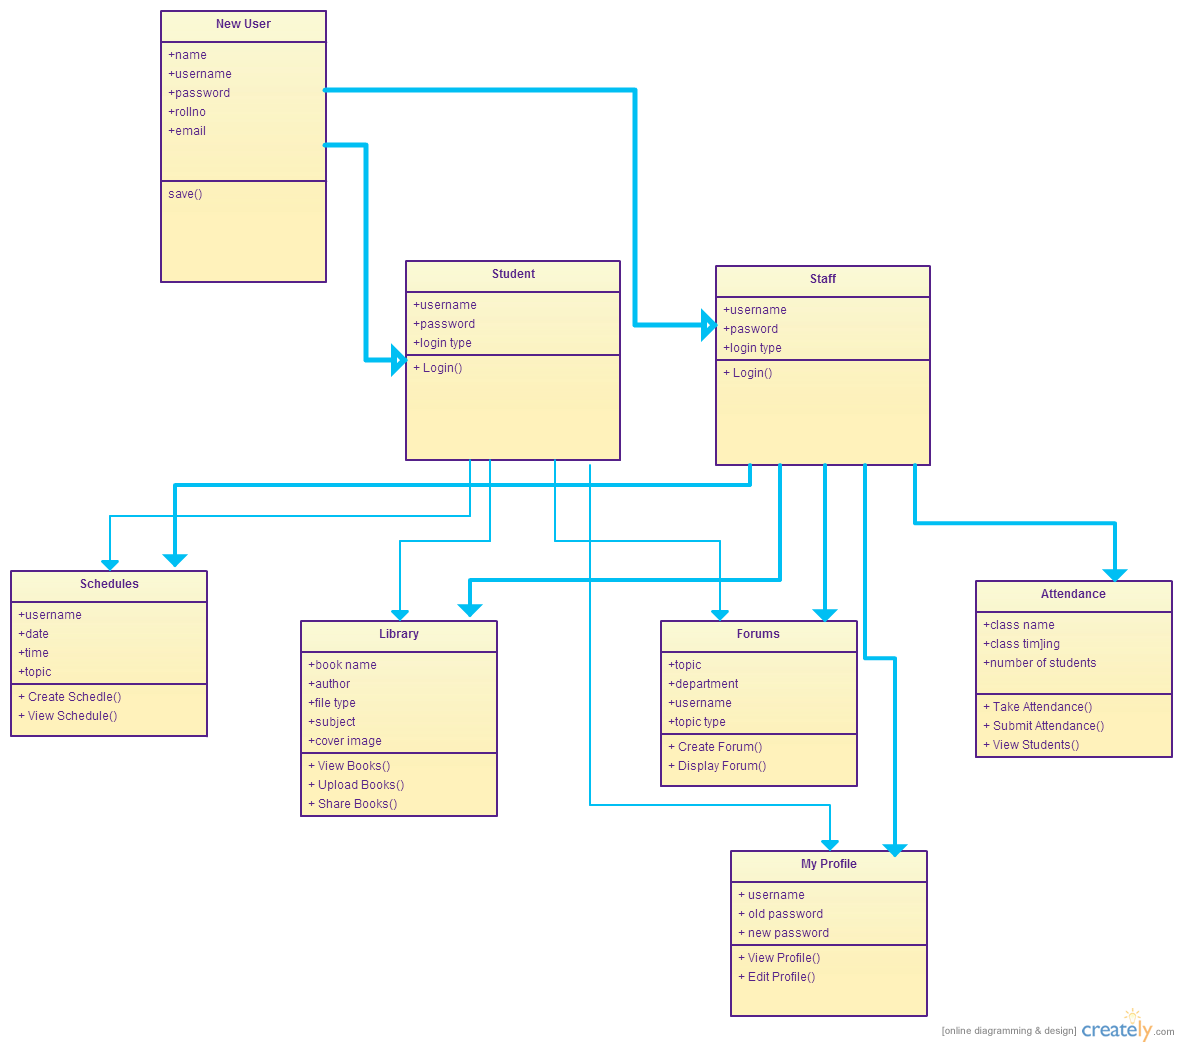 New User
+name
+username
+password
+rollno
+email
save()
Student
+username
+password
+login type
+ Login()
Staff
+username
+pasword
+login type
+ Login()
Schedules
+username
+date
+time
+topic
+ Create Schedle()
+ View Schedule()
Library
+book name
+author
+file type
+subject
+cover image
+ View Books()
+ Upload Books()
+ Share Books()
Forums
+topic
+department
+username
+topic type
+ Create Forum()
+ Display Forum()
Attendance
+class name
+class tim]ing
+number of students
+ Take Attendance()
+ Submit Attendance()
+ View Students()
My Profile
+ username
+ old password
+ new password
+ View Profile()
+ Edit Profile()
[online diagramming & design] creately.com